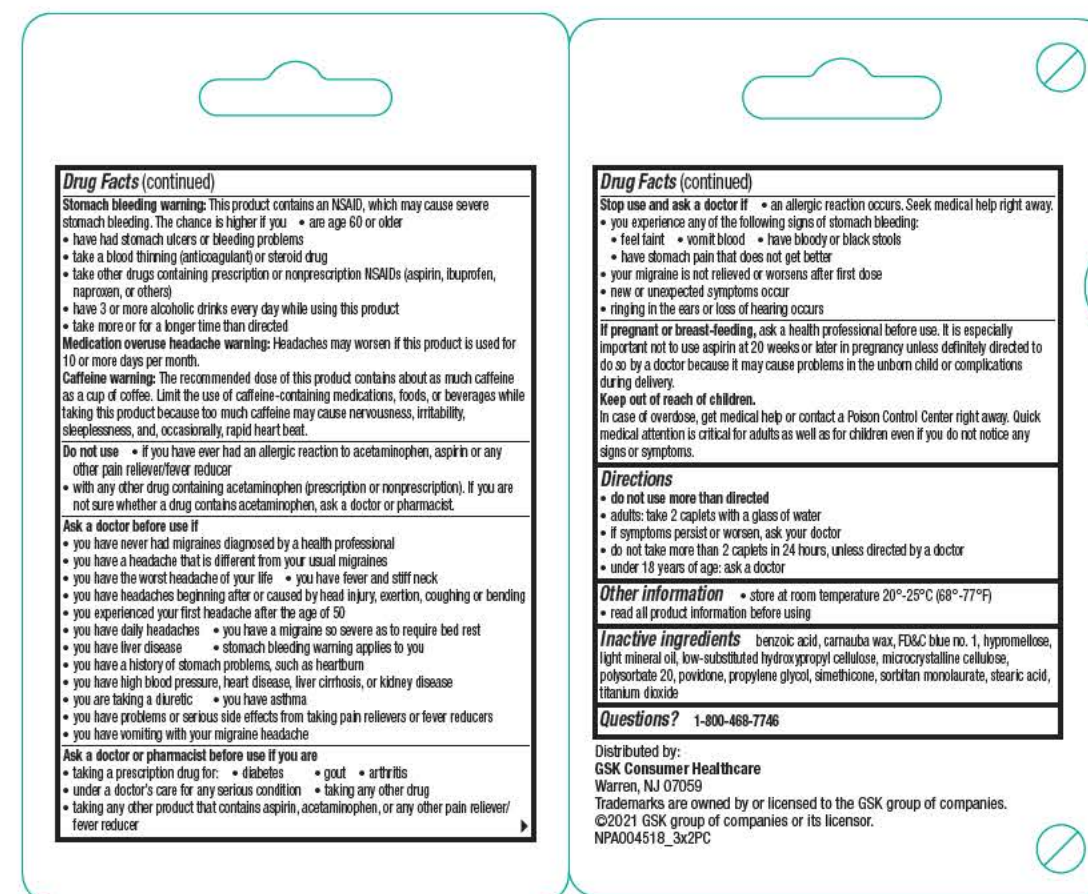 Drug Facts (continued)
Stomach bleeding warning: This product contains an NSAID, which may cause severe
stomach bleeding. The chance is higher if you • are age 60 or older
• have had stomach ulcers or bleeding problems
• take a blood thinning (anticoagulant) or steroid drug
• take other drugs containing prescription or nonprescription NSAIDs (aspirin, ibuprofen,
naproxen, or others)
• have 3 or more alcoholic drinks every day while using this product
• take more or for a longer time than directed
Medication overuse headache warning: Headaches may worsen if this product is used for
10 or more days per month.
Caffeine warning: The recommended dose of this product contains about as much caffeine
as a cup of coffee. Limit the use of caffeine-containing medications, foods, or beverages while
taking this product because too much caffeine may cause nervousness, irritability,
sleeplessness, and, occasionally, rapid heart beat.
Do not use • if you have ever had an allergic reaction to acetaminophen, aspirin or any
other pain reliever/fever reducer
• with any other drug containing acetaminophen (prescription or nonprescription). If you are
not sure whether a drug contains acetaminophen, ask a doctor or pharmacist.
Ask a doctor before use if
• you have never had migraines diagnosed by a health professional
• you have a headache that is different from your usual migraines
• you have the worst headache of your life • you have fever and stiff neck
• you have headaches beginning after or caused by head injury, exertion, coughing or bending
• you experienced your first headache after the age of 50
• you have daily headaches • you have a migraine so severe as to require bed rest
• you have liver disease • stomach bleeding warning applies to you
• you have a history of stomach problems, such as heartburn
• you have high blood pressure, heart disease, liver cirrhosis, or kidney disease
• you are taking a diuretic • you have asthma
• you have problems or serious side effects from taking pain relievers or fever reducers
• you have vomiting with your migraine headache
Ask a doctor or pharmacist before use if you are
• taking a prescription drug for: • diabetes • gout • arthritis
• under a doctor's care for any serious condition • taking any other drug
• taking any other product that contains aspirin, acetaminophen, or any other pain reliever/
fever reducer
Drug Facts (continued)
Stop use and ask a doctor if • an allergic reaction occurs. Seek medical help right away.
• you experience any of the following signs of stomach bleeding:
• feel faint • vomit blood • have bloody or black stools
• have stomach pain that does not get better
• your migraine is not relieved or worsens after first dose
• new or unexpected symptoms occur
• ringing in the ears or loss of hearing occurs
If pregnant or breast-feeding, ask a health professional before use. It is especially
important not to use aspirin at 20 weeks or later in pregnancy unless definitely directed to
do so by a doctor because it may cause problems in the unborn child or complications
during delivery.
Keep out of reach of children.
In case of overdose, get medical help or contact a Poison Control Center right away. Quick
medical attention is critical for adults as well as for children even if you do not notice any
signs or symptoms.
Directions
• do not use more than directed
• adults: take 2 caplets with a glass of water
• if symptoms persist or worsen, ask your doctor
• do not take more than 2 caplets in 24 hours, unless directed by a doctor
• under 18 years of age: ask a doctor
Other information • store at room temperature 20°-25°C (68°-77°F)
• read all product information before using
Inactive ingredients benzoic acid, carnauba wax, FD&C blue no. 1, hypromellose,
light mineral oil, low-substituted hydroxypropyl cellulose, microcrystalline cellulose,
polysorbate 20, povidone, propylene glycol, simethicone, sorbitan monolaurate, stearic acid,
titanium dioxide
Questions? 1-800-468-7746
Distributed by:
GSK Consumer Healthcare
Warren, NJ 07059
Trademarks are owned by or licensed to the GSK group of companies.
©2021 GSK group of companies or its licensor.
NPA004518_3x2PC